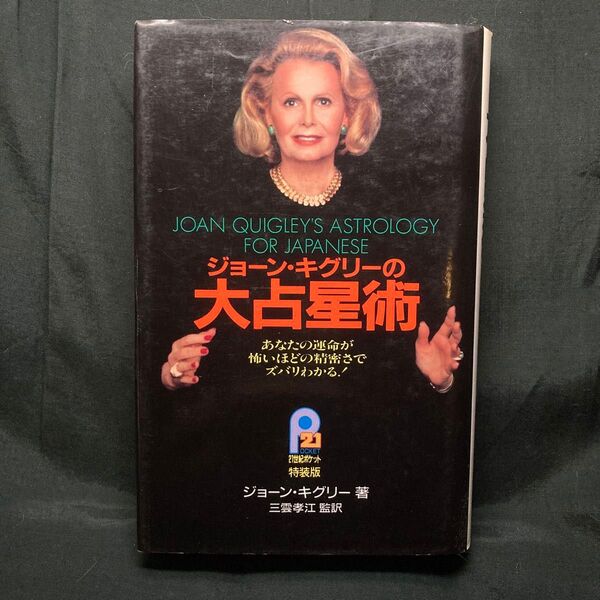 JOAN QUIGLEY'S ASTROLOGY
FOR JAPANESE
ジョーン・キグリーの
大占星術
あなたの運命が
怖いほどの精密さで
ズバリわかる!
P21
POCKET
21世紀ポケット
特装版
ジョーン・キグリー 著
三雲孝江 監訳